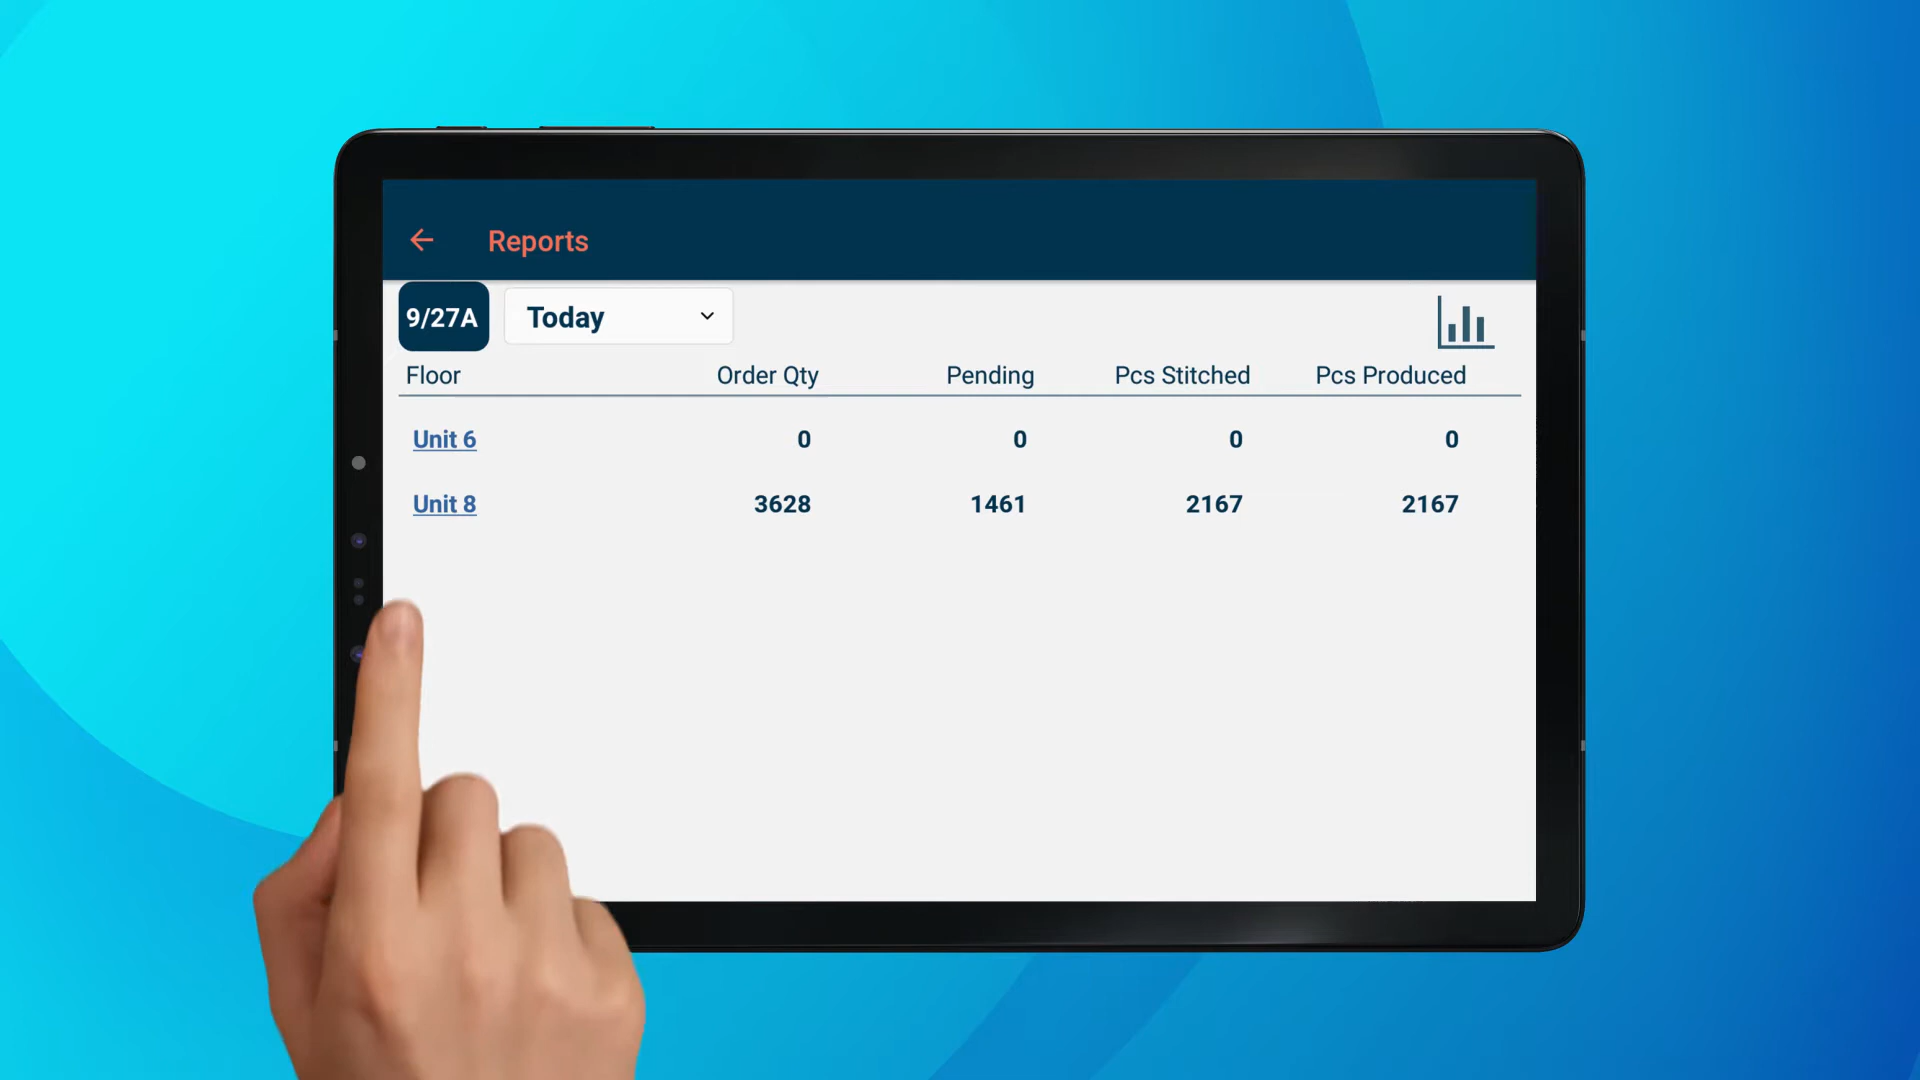 Reports
9/27A Today
Floor Order Qty Pending Pcs Stitched Pcs Produced
Unit 6 0 0 0 0
Unit 8 3628 1461 2167 2167